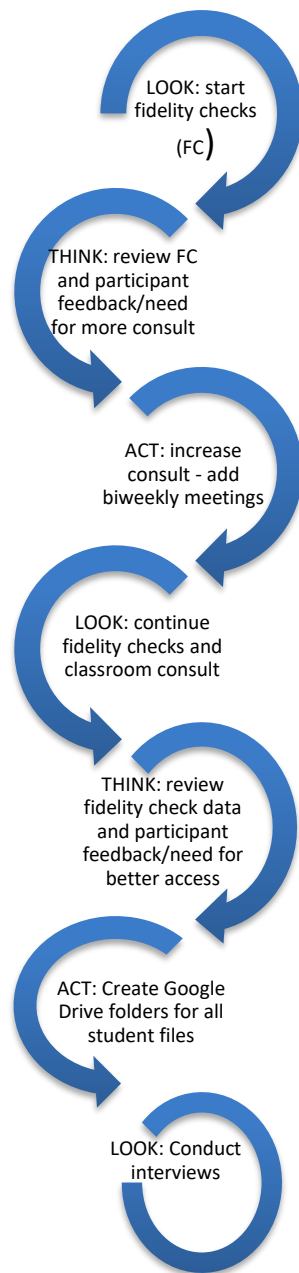 LOOK: start
fidelity checks
(FC)
THINK: review FC
and participant
feedback/need
for more consult
ACT: increase
consult - add
biweekly meetings
LOOK: continue
fidelity checks and
classroom consult
THINK: review
fidelity check data
and participant
feedback/need for
better access
ACT: Create Google
Drive folders for all
student files
LOOK: Conduct
interviews